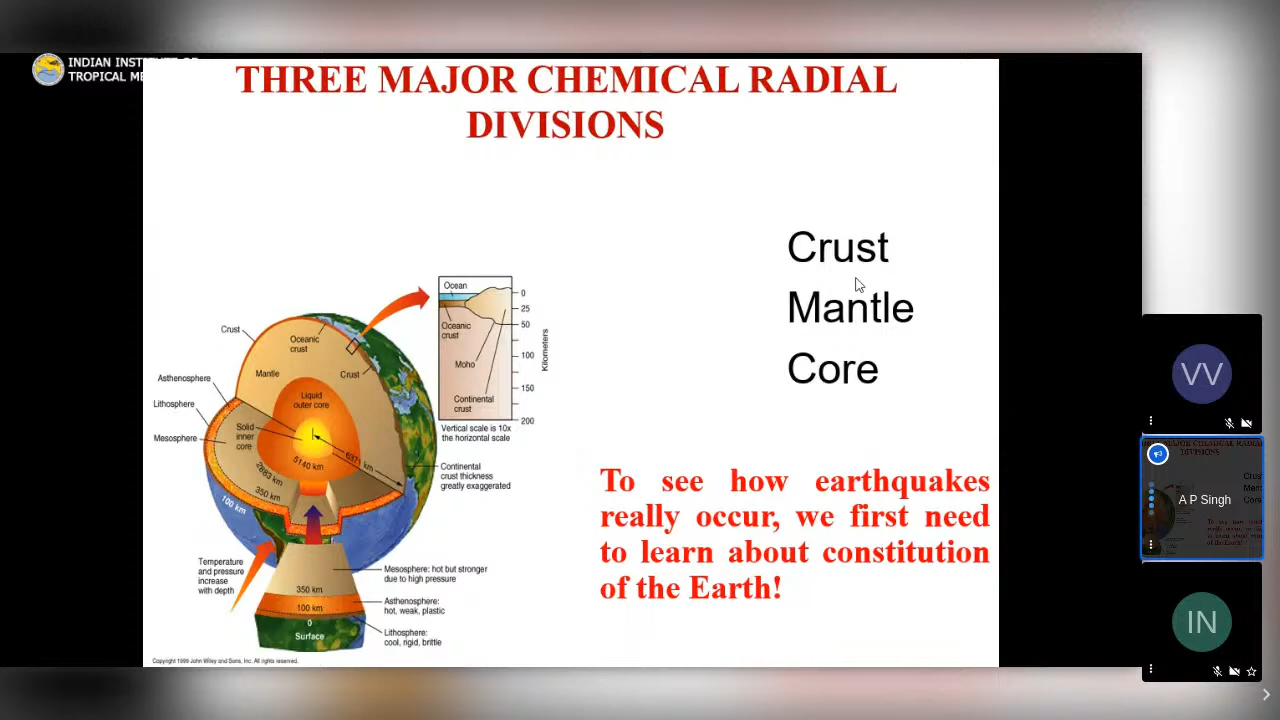 INDIAN INSTITUTE OF
TROPICAL ME
THREE MAJOR CHEMICAL RADIAL
DIVISIONS
Crust
Mantle
Core
To see how earthquakes
really occur, we first need
to learn about constitution
of the Earth!
Ocean
Oceanic
crust
Moho
Continental
crust
0
25
50
100
150
200
Kilometers
Vertical scale is 10x
the horizontal scale
Crust
Oceanic
crust
Mantle
Crust
Asthenosphere
Lithosphere
Mesosphere
Liquid
outer core
Solid
inner
core
6371 km
5140 km
2883 km
350 km
100 km
Continental
crust thickness
greatly exaggerated
Temperature
and pressure
increase
with depth
Mesosphere: hot but stronger
due to high pressure
350 km
Asthenosphere:
hot, weak, plastic
100 km
0
Surface
Lithosphere:
cool, rigid, brittle
Copyright 1999 John Wiley and Sons, Inc. All rights reserved.
VV
A P Singh
IN